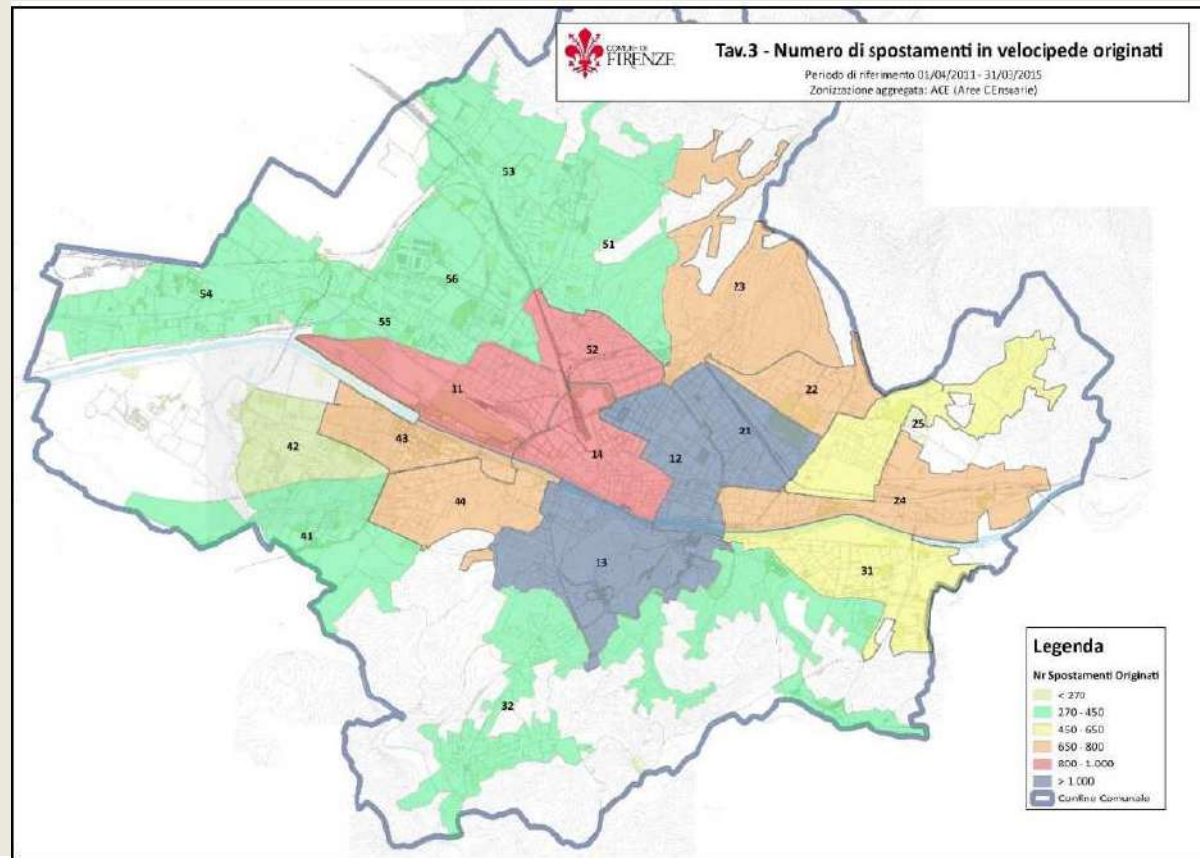 COMUNE DI
FIRENZE
Tav.3 - Numero di spostamenti in velocipede originati
Periodo di riferimento 01/04/2011 - 31/03/2015
Zonizzazione aggregata: ACE (Aree CEnsuarie)
53
51
56
54
55
23
52
11
22
25
21
43
42
14
12
44
24
41
13
31
32
Legenda
Nr Spostamenti Originati
< 270
270 - 450
450 - 650
650 - 800
800 - 1.000
> 1.000
Confine Comunale